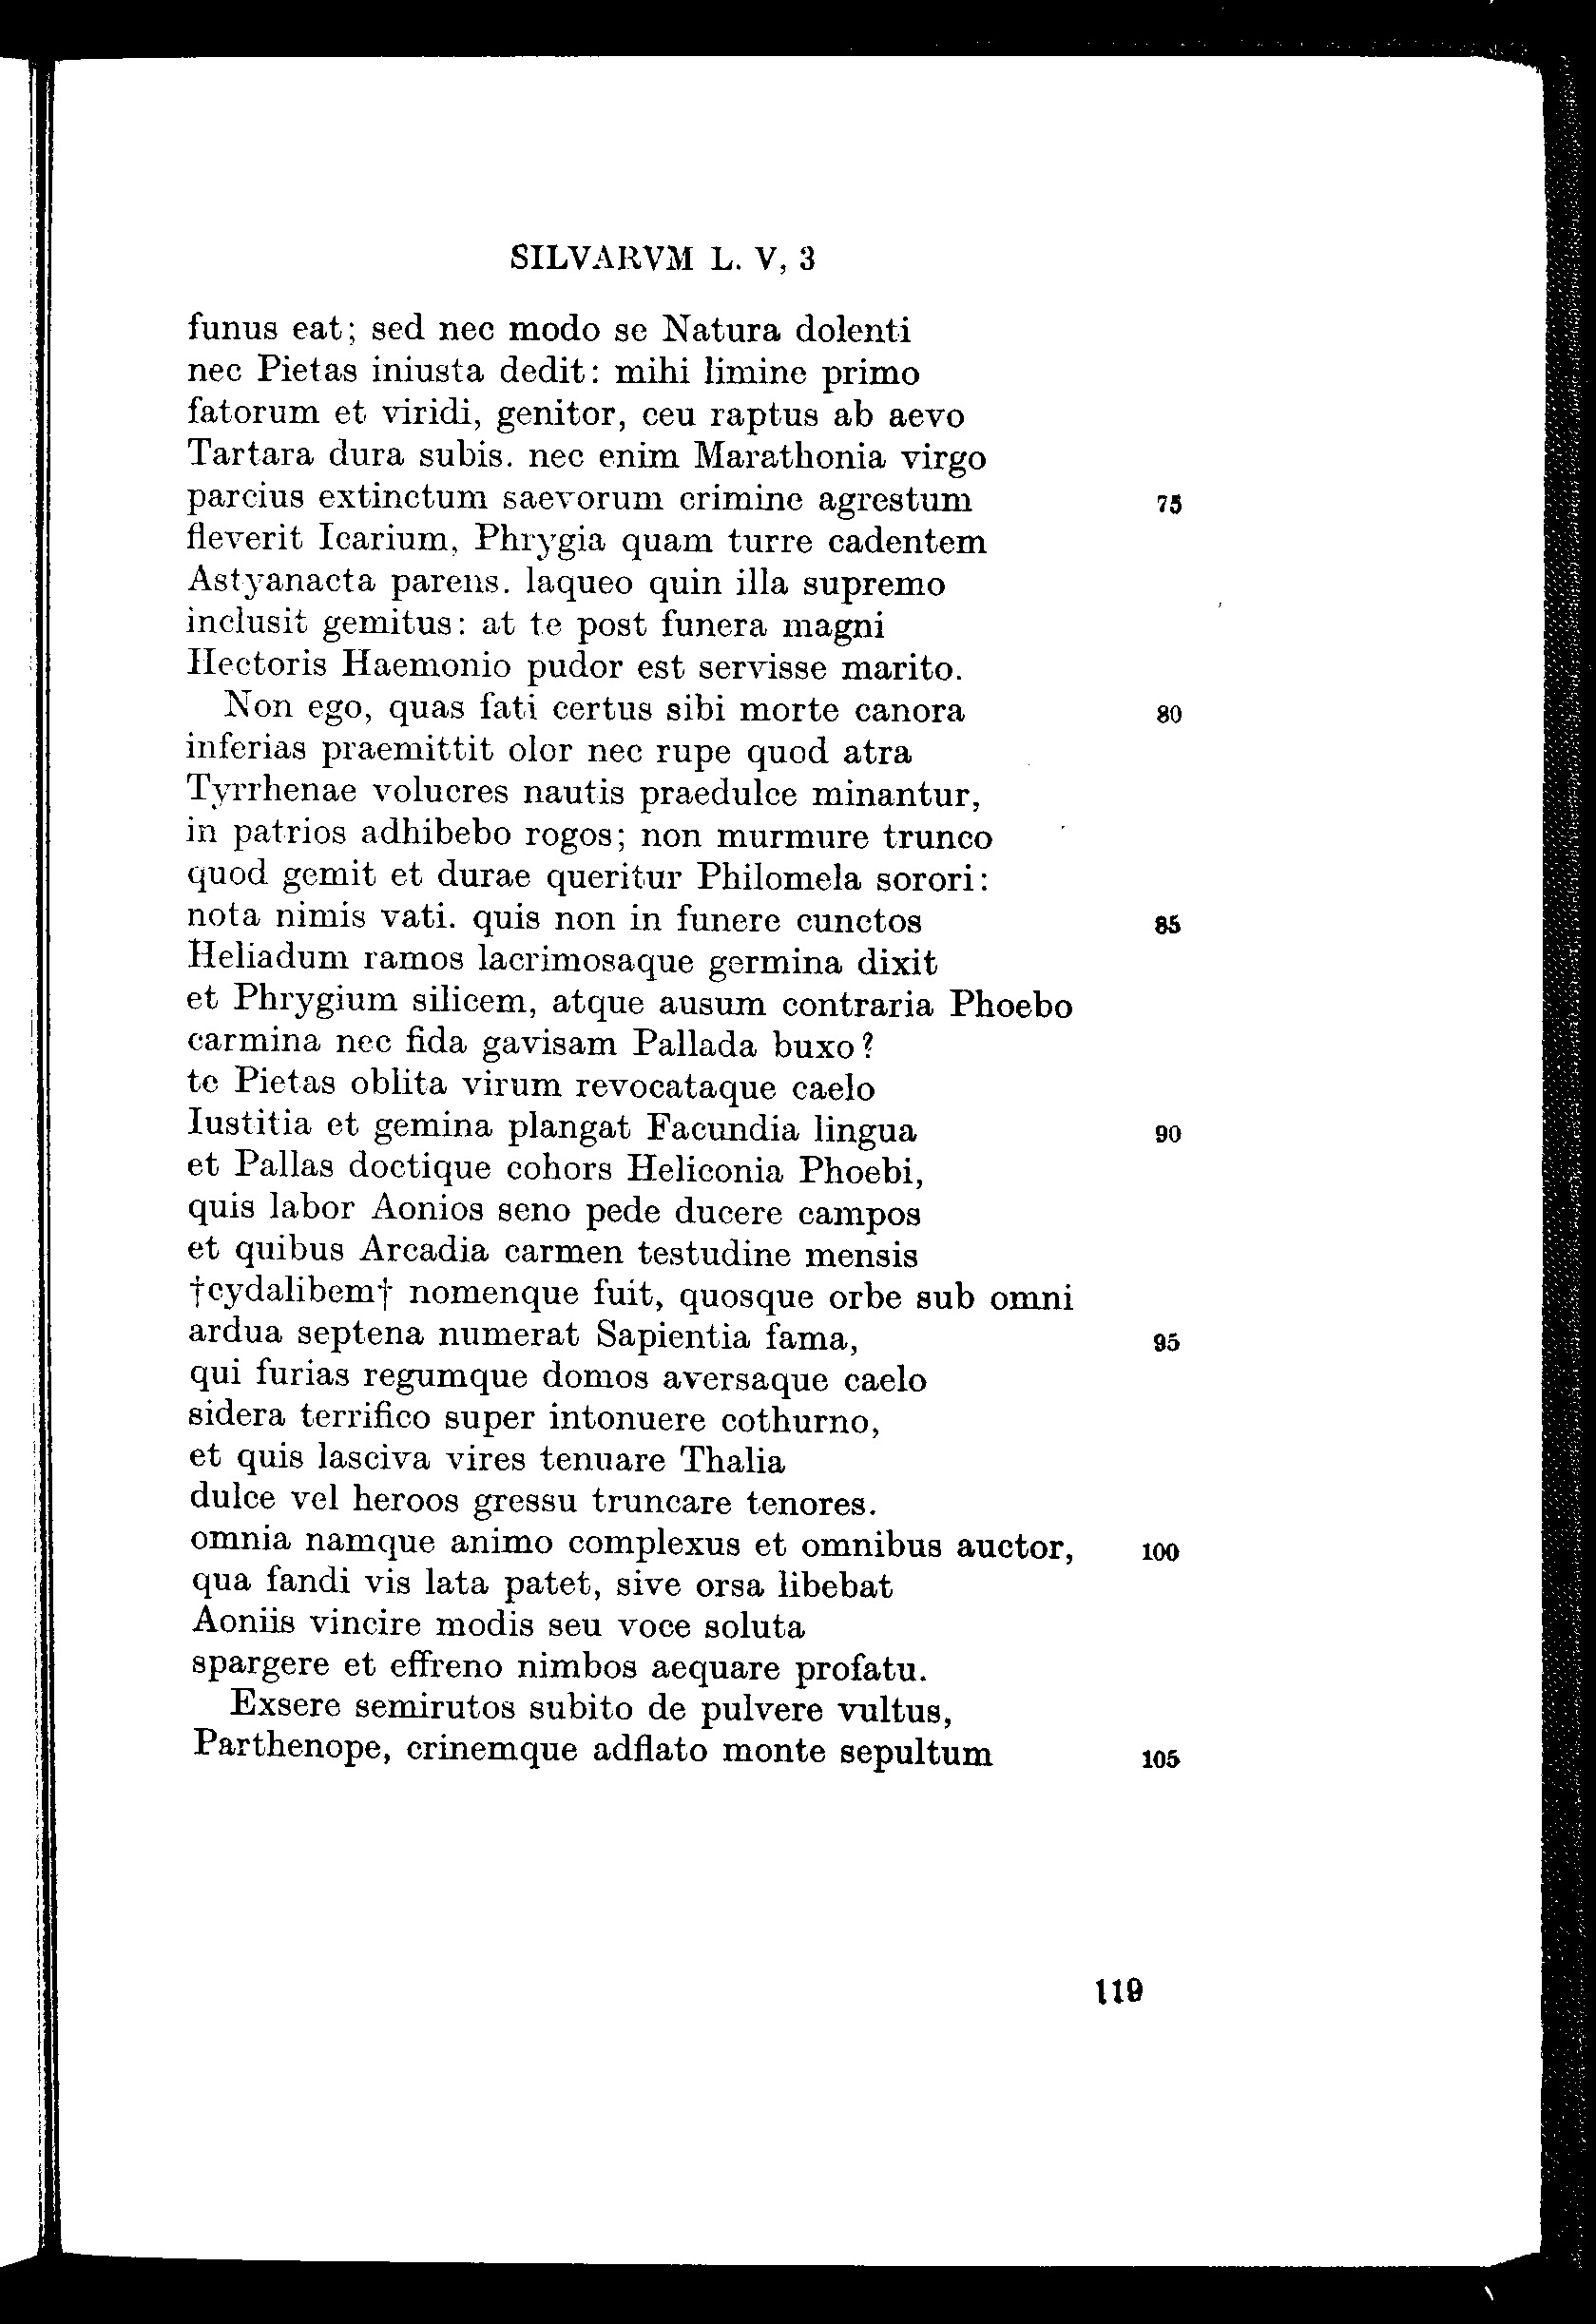 SILVARVM L. V, 3
funus eat; sed nec modo se Natura dolenti
nec Pietas iniusta dedit: mihi limine primo
fatorum et viridi, genitor, ceu raptus ab aevo
Tartara dura subis. nec enim Marathonia virgo
parcius extinctum saevorum crimine agrestum 75
fleverit Icarium, Phrygia quam turre cadentem
Astyanacta parens. laqueo quin illa supremo
inclusit gemitus: at te post funera magni
Hectoris Haemonio pudor est servisse marito.
Non ego, quas fati certus sibi morte canora 80
inferias praemittit olor nec rupe quod atra
Tyrrhenae volucres nautis praedulce minantur,
in patrios adhibebo rogos; non murmure trunco
quod gemit et durae queritur Philomela sorori:
nota nimis vati. quis non in funere cunctos 85
Heliadum ramos lacrimosaque germina dixit
et Phrygium silicem, atque ausum contraria Phoebo
carmina nec fida gavisam Pallada buxo?
te Pietas oblita virum revocataque caelo
Iustitia et gemina plangat Facundia lingua 90
et Pallas doctique cohors Heliconia Phoebi,
quis labor Aonios seno pede ducere campos
et quibus Arcadia carmen testudine mensis
†cydalibem† nomenque fuit, quosque orbe sub omni
ardua septena numerat Sapientia fama, 95
qui furias regumque domos aversaque caelo
sidera terrifico super intonuere cothurno,
et quis lasciva vires tenuare Thalia
dulce vel heroos gressu truncare tenores.
omnia namque animo complexus et omnibus auctor, 100
qua fandi vis lata patet, sive orsa libebat
Aoniis vincire modis seu voce soluta
spargere et effreno nimbos aequare profatu.
Exsere semirutos subito de pulvere vultus,
Parthenope, crinemque adflato monte sepultum 105
119